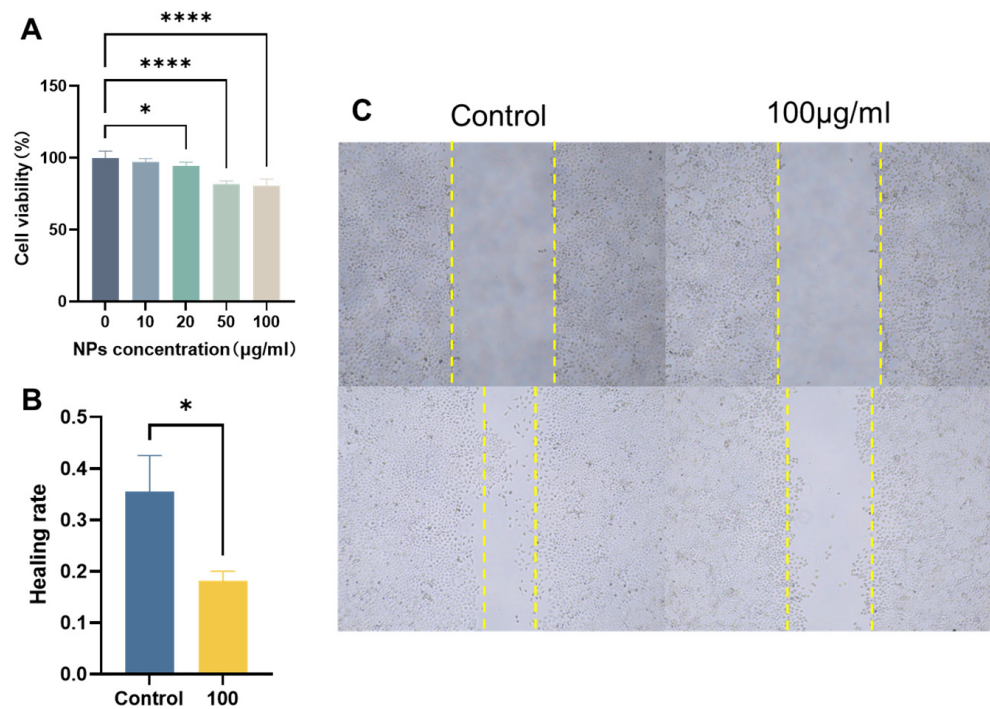 A
****
****
*
150
100
50
0
Cell viability (%)
0 10 20 50 100
NPs concentration (μg/ml)
B
*
0.5
0.4
0.3
0.2
0.1
0.0
Healing rate
Control 100
C
Control 100μg/ml